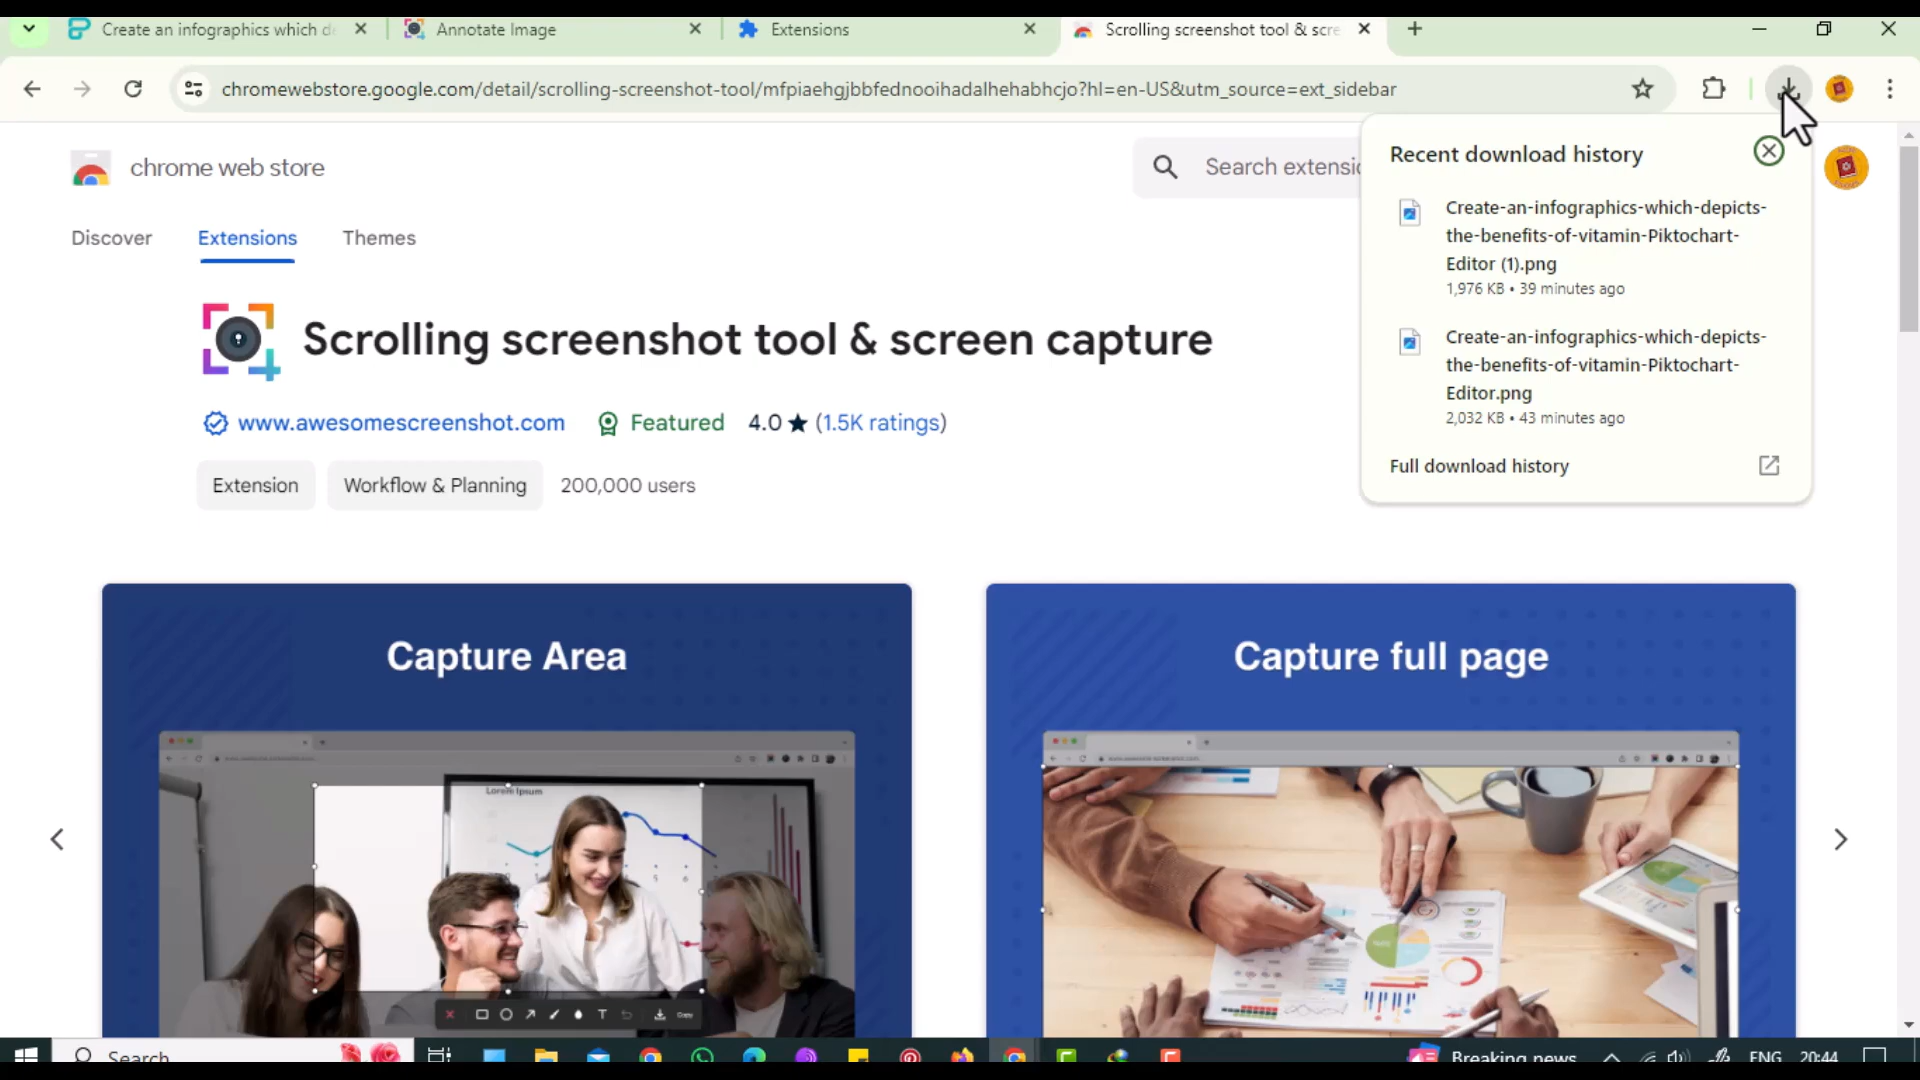 Create an infographics which d
Annotate Image
Extensions
Scrolling screenshot tool & scre
chromewebstore.google.com/detail/scrolling-screenshot-tool/mfpiaehgjbbfednooihadalhehabhcjo?hl=en-US&utm_source=ext_sidebar
chrome web store
Search extensio
Recent download history
Create-an-infographics-which-depicts-
the-benefits-of-vitamin-Piktochart-
Editor (1).png
1,976 KB • 39 minutes ago
Create-an-infographics-which-depicts-
the-benefits-of-vitamin-Piktochart-
Editor.png
2,032 KB • 43 minutes ago
Full download history
Discover
Extensions
Themes
Scrolling screenshot tool & screen capture
www.awesomescreenshot.com
Featured
4.0 ★ (1.5K ratings)
Extension
Workflow & Planning
200,000 users
Capture Area
Capture full page
Lorem Ipsum
5
6
T
Copy
Search
Breaking news
ENG
20:44